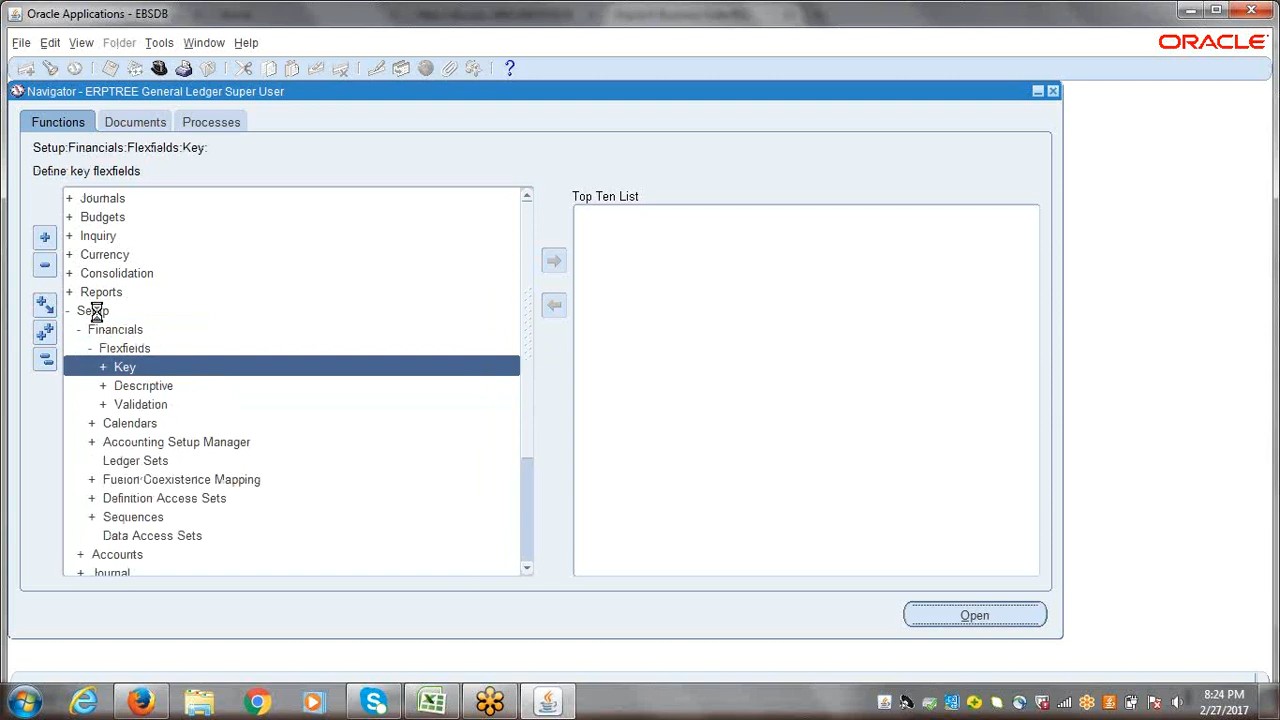 Oracle Applications - EBSDB
File Edit View Folder Tools Window Help
ORACLE
?
Navigator - ERPTREE General Ledger Super User
Functions Documents Processes
Setup:Financials:Flexfields:Key:
Define key flexfields
Top Ten List
+ Journals
+ Budgets
+ Inquiry
+ Currency
+ Consolidation
+ Reports
- Setup
- Financials
- Flexfields
+ Key
+ Descriptive
+ Validation
+ Calendars
+ Accounting Setup Manager
Ledger Sets
+ Fusion Coexistence Mapping
+ Definition Access Sets
+ Sequences
Data Access Sets
+ Accounts
+ Journal
Open
8:24 PM
2/27/2017